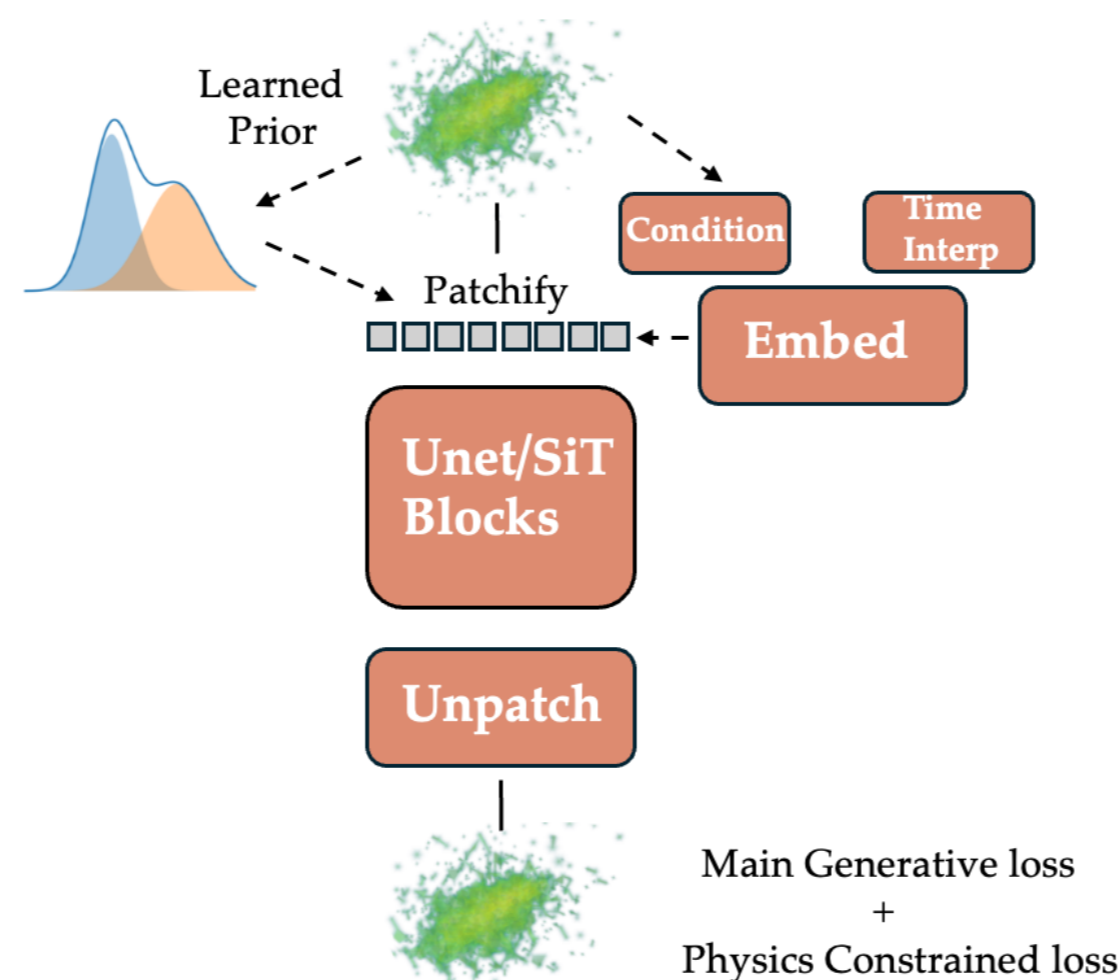 Learned
Prior
Condition
Time
Interp
Patchify
Embed
Unet/SiT
Blocks
Unpatch
Main Generative loss
+
Physics Constrained loss